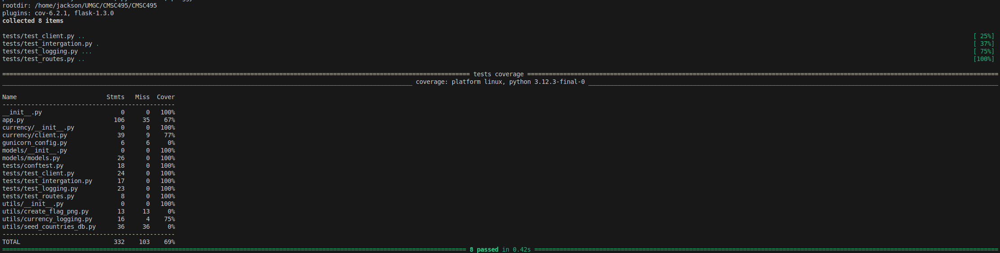 rootdir: /home/jackson/UMGC/CMSC495/CMSC495
plugins: cov-6.2.1, flask-1.3.0
collected 8 items
tests/test_client.py .. [ 25%]
tests/test_intergation.py . [ 37%]
tests/test_logging.py ... [ 75%]
tests/test_routes.py .. [100%]
tests coverage
coverage: platform linux, python 3.12.3-final-0
Name Stmts Miss Cover
__init__.py 0 0 100%
app.py 106 35 67%
currency/__init__.py 0 0 100%
currency/client.py 39 9 77%
gunicorn_config.py 6 6 0%
models/__init__.py 0 0 100%
models/models.py 26 0 100%
tests/conftest.py 18 0 100%
tests/test_client.py 24 0 100%
tests/test_intergation.py 17 0 100%
tests/test_logging.py 23 0 100%
tests/test_routes.py 8 0 100%
utils/__init__.py 0 0 100%
utils/create_flag_png.py 13 13 0%
utils/currency_logging.py 16 4 75%
utils/seed_countries_db.py 36 36 0%
TOTAL 332 103 69%
8 passed in 0.42s